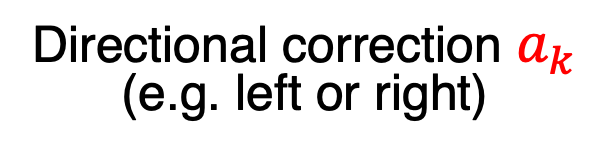 Directional correction a_k
(e.g. left or right)